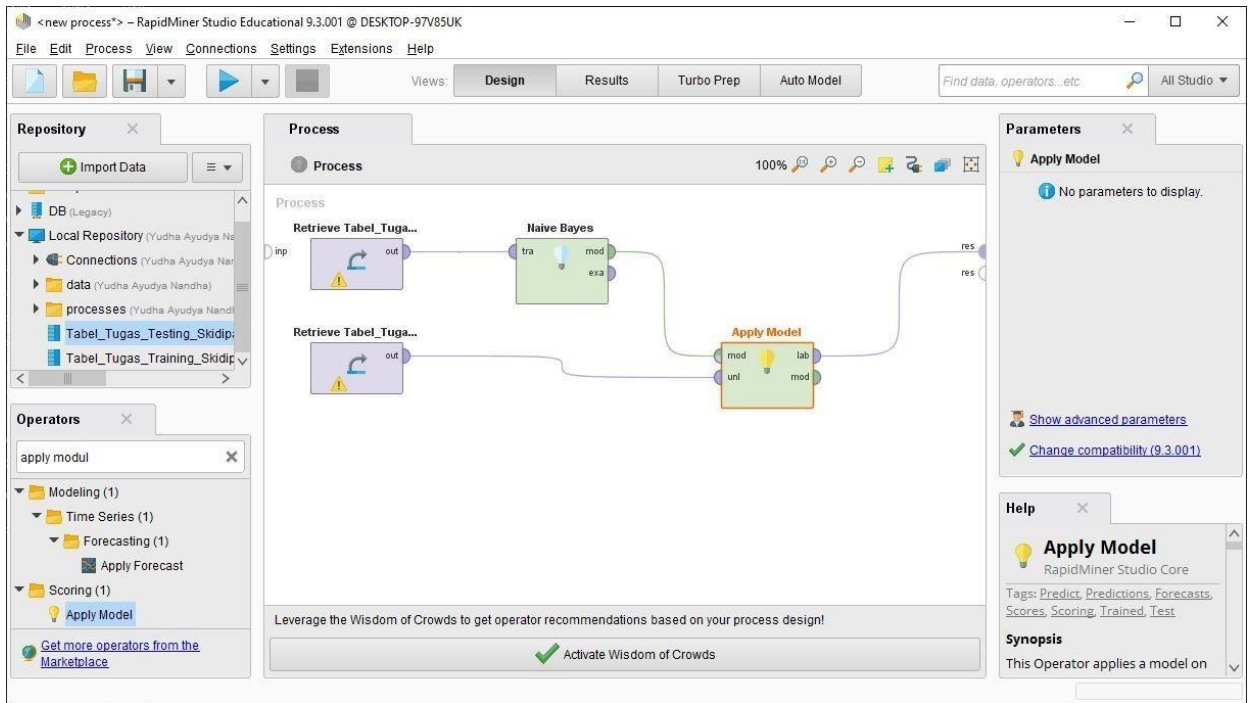 <new process*> – RapidMiner Studio Educational 9.3.001 @ DESKTOP-97V85UK
File Edit Process View Connections Settings Extensions Help
Views: Design Results Turbo Prep Auto Model
Find data, operators...etc
All Studio
Repository
Import Data
DB (Legacy)
Local Repository (Yudha Ayudya Na
Connections (Yudha Ayudya Nar
data (Yudha Ayudya Nandha)
processes (Yudha Ayudya Nandl
Tabel_Tugas_Testing_Skidip
Tabel_Tugas_Training_Skidip
Operators
apply modul
Modeling (1)
Time Series (1)
Forecasting (1)
Apply Forecast
Scoring (1)
Apply Model
Get more operators from the
Marketplace
Process
Process
100%
Process
Retrieve Tabel_Tuga...
inp
out
Naive Bayes
tra
mod
exa
res
res
Retrieve Tabel_Tuga...
out
Apply Model
mod
lab
unl
mod
Leverage the Wisdom of Crowds to get operator recommendations based on your process design!
Activate Wisdom of Crowds
Parameters
Apply Model
No parameters to display.
Show advanced parameters
Change compatibility (9.3.001)
Help
Apply Model
RapidMiner Studio Core
Tags: Predict, Predictions, Forecasts,
Scores, Scoring, Trained, Test
Synopsis
This Operator applies a model on